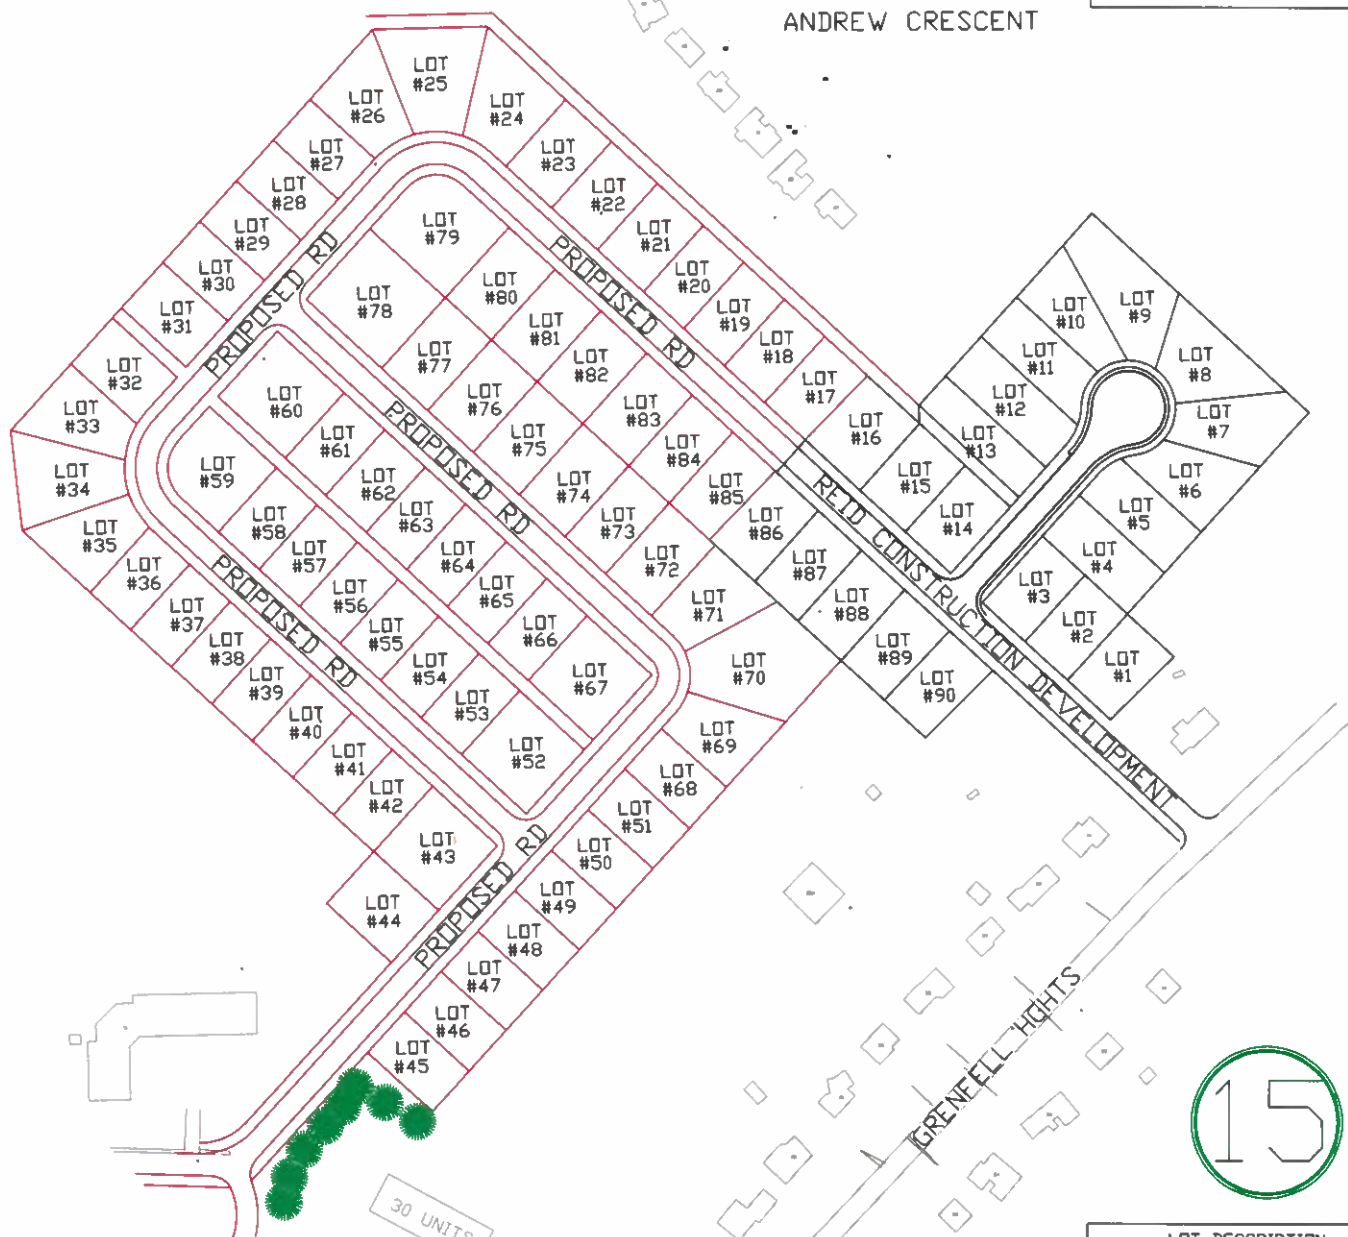 ANDREW CRESCENT
LOT
#25
LOT
#26
LOT
#24
LOT
#27
LOT
#23
LOT
#28
LOT
#22
LOT
#29
LOT
#21
LOT
#79
LOT
#30
LOT
#20
LOT
#80
LOT
#78
LOT
#31
LOT
#19
LOT
#81
LOT
#18
LOT
#77
LOT
#82
LOT
#32
LOT
#17
LOT
#76
LOT
#83
LOT
#60
LOT
#33
LOT
#16
LOT
#75
LOT
#84
LOT
#61
LOT
#59
LOT
#34
LOT
#15
LOT
#74
LOT
#85
LOT
#62
LOT
#10
LOT
#9
LOT
#11
LOT
#8
LOT
#12
LOT
#7
LOT
#13
LOT
#6
LOT
#5
LOT
#14
LOT
#4
LOT
#3
LOT
#2
LOT
#1
PROPOSED RD
PROPOSED RD
PROPOSED RD
PROPOSED RD
PROPOSED RD
REID CONSTRUCTION DEVELOPMENT
LOT
#35
LOT
#58
LOT
#63
LOT
#73
LOT
#86
LOT
#36
LOT
#57
LOT
#64
LOT
#72
LOT
#87
LOT
#37
LOT
#56
LOT
#65
LOT
#71
LOT
#88
LOT
#38
LOT
#55
LOT
#66
LOT
#89
LOT
#39
LOT
#54
LOT
#67
LOT
#70
LOT
#90
LOT
#40
LOT
#53
LOT
#69
LOT
#41
LOT
#52
LOT
#68
LOT
#42
LOT
#51
LOT
#43
LOT
#50
LOT
#44
LOT
#49
LOT
#48
LOT
#47
LOT
#46
LOT
#45
GRENFELL HGHTS
30 UNITS
15
LOT DESCRIPTION